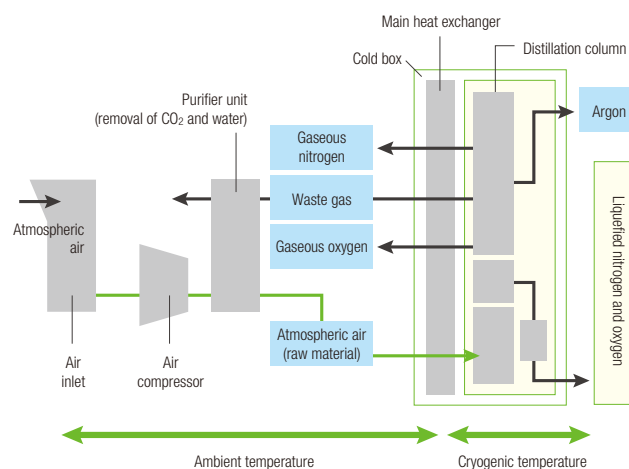 Main heat exchanger
Cold box
Distillation column
Purifier unit
(removal of CO₂ and water)
Argon
Gaseous
nitrogen
Waste gas
Gaseous oxygen
Atmospheric
air
Liquefied nitrogen and oxygen
Atmospheric air
(raw material)
Air
inlet
Air
compressor
Ambient temperature
Cryogenic temperature